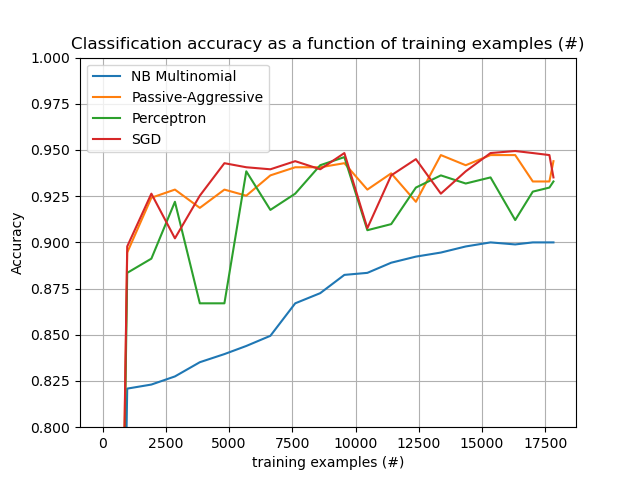 Classification accuracy as a function of training examples (#)
NB Multinomial
Passive-Aggressive
Perceptron
SGD
1.000
0.975
0.950
0.925
0.900
0.875
0.850
0.825
0.800
Accuracy
0 2500 5000 7500 10000 12500 15000 17500
training examples (#)